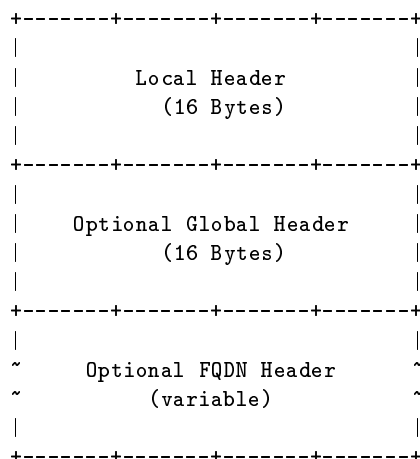 +-------+-------+-------+-------+
|                               |
|         Local Header          |
|           (16 Bytes)          |
|                               |
+-------+-------+-------+-------+
|                               |
|    Optional Global Header     |
|           (16 Bytes)          |
|                               |
+-------+-------+-------+-------+
|                               |
~     Optional FQDN Header      ~
~          (variable)           ~
|                               |
+-------+-------+-------+-------+